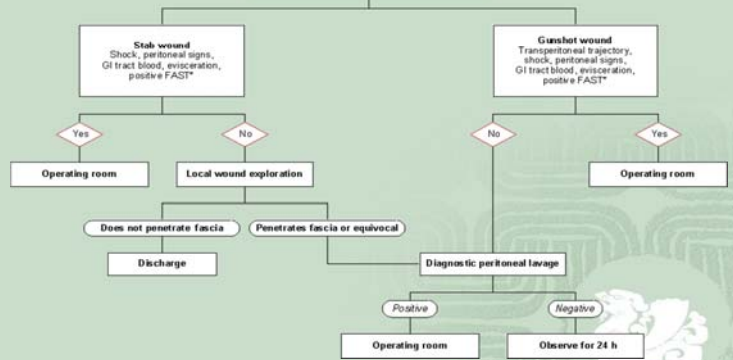 Stab wound
Shock, peritoneal signs,
GI tract blood, evisceration,
positive FAST*
Gunshot wound
Transperitoneal trajectory,
shock, peritoneal signs,
GI tract blood, evisceration,
positive FAST*
Yes
No
No
Yes
Operating room
Local wound exploration
Operating room
Does not penetrate fascia
Penetrates fascia or equivocal
Discharge
Diagnostic peritoneal lavage
Positive
Negative
Operating room
Observe for 24 h